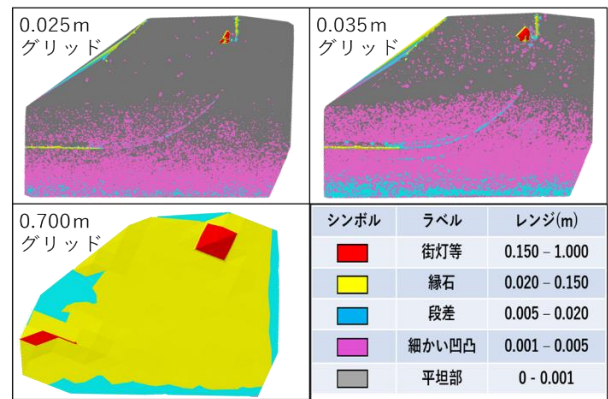 0.025m
グリッド
0.035m
グリッド
0.700m
グリッド
シンボル ラベル レンジ(m)
街灯等 0.150 – 1.000
縁石 0.020 – 0.150
段差 0.005 – 0.020
細かい凹凸 0.001 – 0.005
平坦部 0 - 0.001